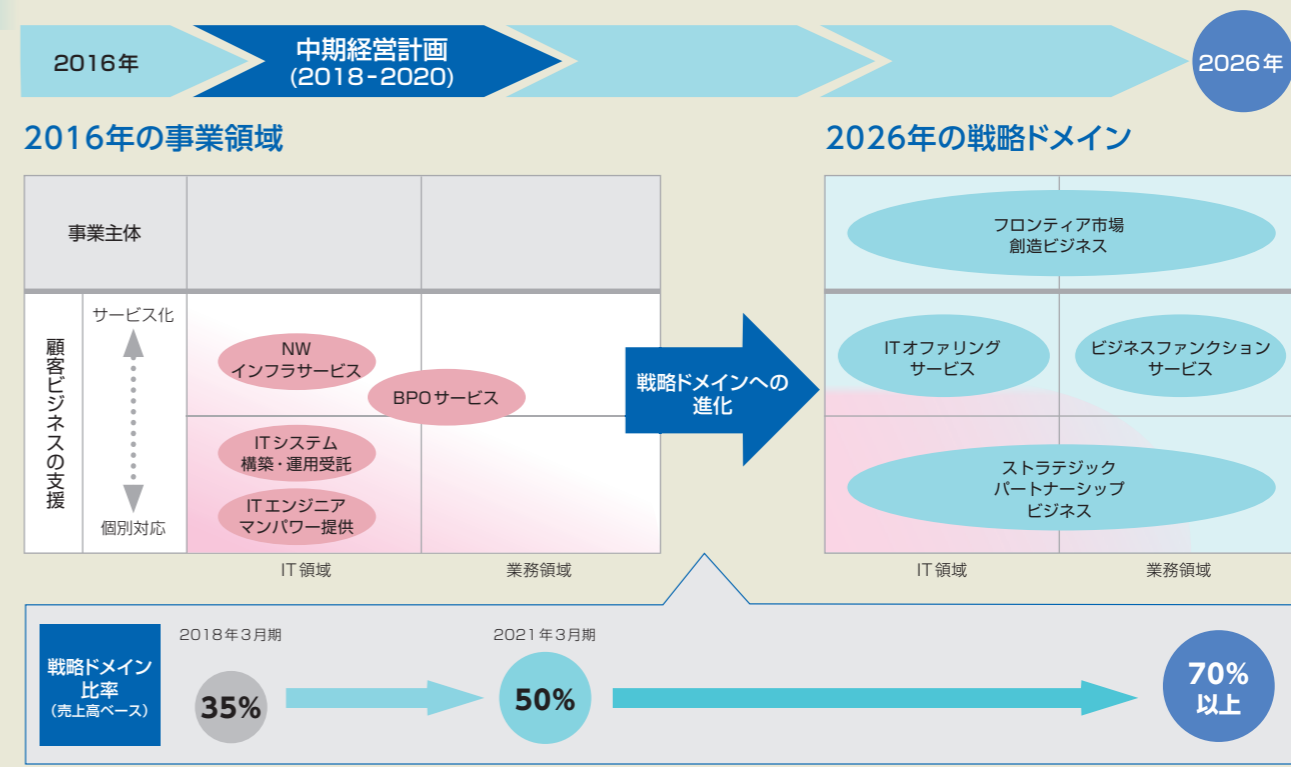 2016年
中期経営計画
(2018-2020)
2026年
2016年の事業領域
事業主体
顧客ビジネスの支援
サービス化
個別対応
NW
インフラサービス
BPOサービス
ITシステム
構築・運用受託
ITエンジニア
マンパワー提供
IT領域
業務領域
戦略ドメインへの
進化
2026年の戦略ドメイン
フロンティア市場
創造ビジネス
ITオファリング
サービス
ビジネスファンクション
サービス
ストラテジック
パートナーシップ
ビジネス
IT領域
業務領域
戦略ドメイン
比率
(売上高ベース)
2018年3月期
35%
2021年3月期
50%
70%
以上